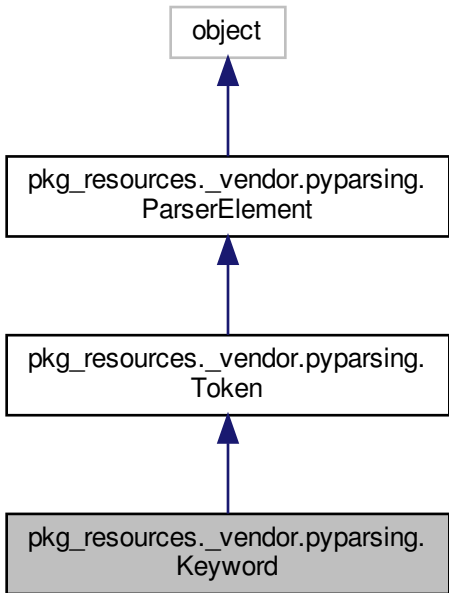 object
pkg_resources._vendor.pyparsing.
ParserElement
pkg_resources._vendor.pyparsing.
Token
pkg_resources._vendor.pyparsing.
Keyword